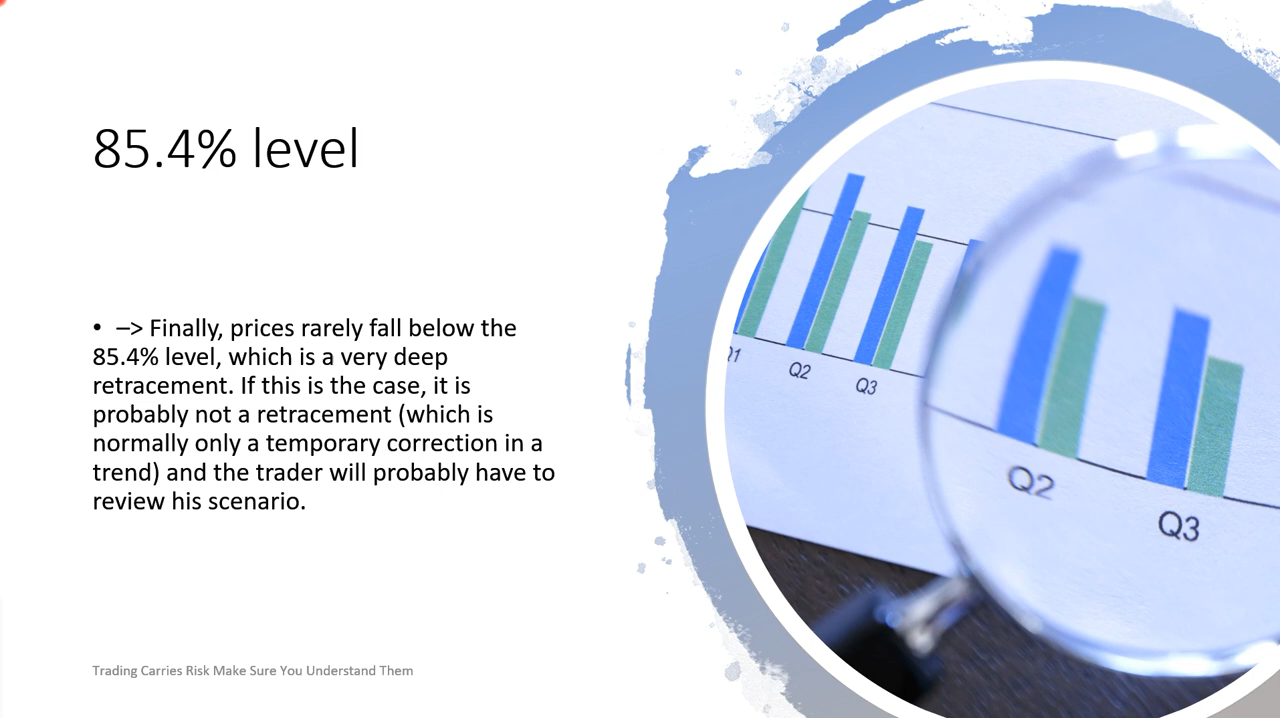 85.4% level
• –> Finally, prices rarely fall below the
85.4% level, which is a very deep
retracement. If this is the case, it is
probably not a retracement (which is
normally only a temporary correction in a
trend) and the trader will probably have to
review his scenario.
Trading Carries Risk Make Sure You Understand Them
Q2
Q3
Q2
Q3